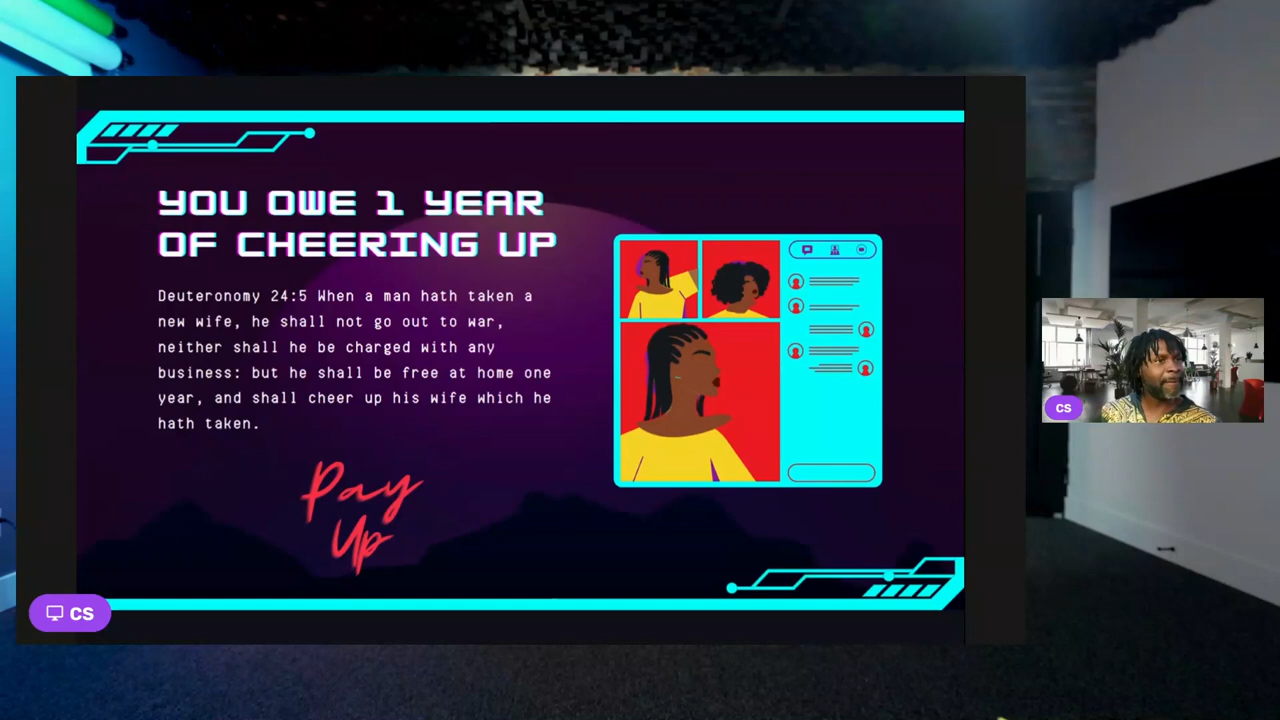 YOU OWE 1 YEAR
OF CHEERING UP
Deuteronomy 24:5 When a man hath taken a
new wife, he shall not go out to war,
neither shall he be charged with any
business: but he shall be free at home one
year, and shall cheer up his wife which he
hath taken.
Pay
Up
CS
CS